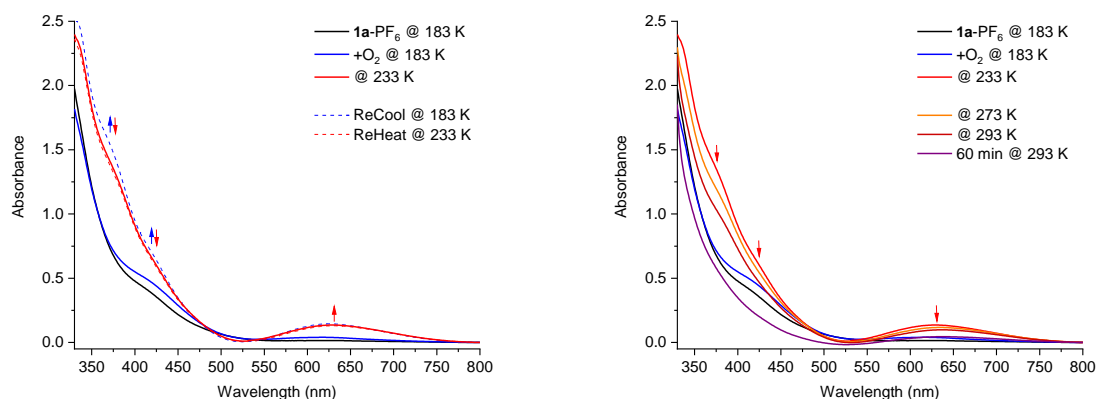 2.5
2.0
1.5
1.0
0.5
0.0
Absorbance
350 400 450 500 550 600 650 700 750 800
Wavelength (nm)
1a-PF6 @ 183 K
+O2 @ 183 K
@ 233 K
ReCool @ 183 K
ReHeat @ 233 K
2.5
2.0
1.5
1.0
0.5
0.0
Absorbance
350 400 450 500 550 600 650 700 750 800
Wavelength (nm)
1a-PF6 @ 183 K
+O2 @ 183 K
@ 233 K
@ 273 K
@ 293 K
60 min @ 293 K